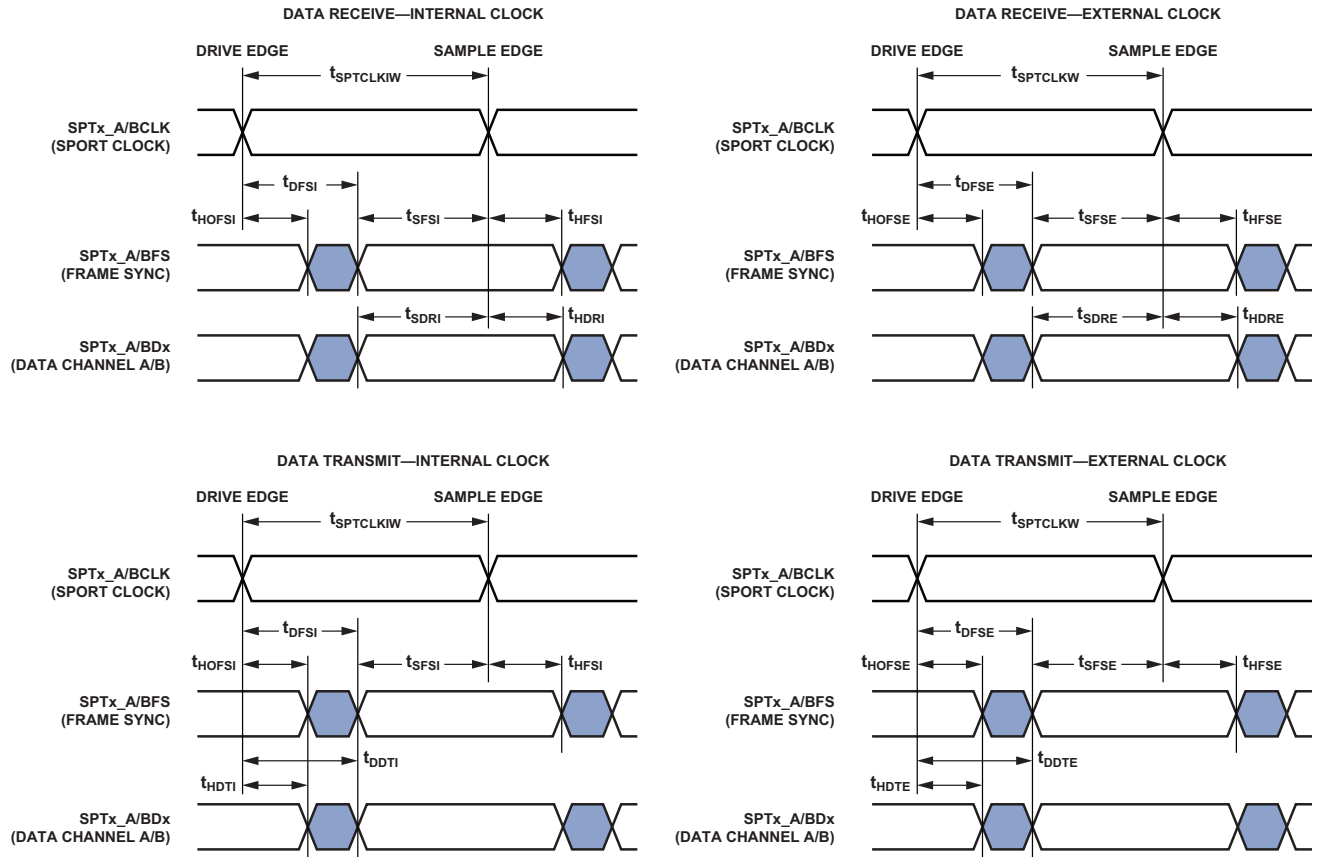 DATA RECEIVE—INTERNAL CLOCK
DRIVE EDGE
SAMPLE EDGE
tSPTCLKIW
SPTx_A/BCLK
(SPORT CLOCK)
tDFSI
tHOFSI
tSFSI
tHFSI
SPTx_A/BFS
(FRAME SYNC)
tSDRI
tHDRI
SPTx_A/BDx
(DATA CHANNEL A/B)
DATA RECEIVE—EXTERNAL CLOCK
DRIVE EDGE
SAMPLE EDGE
tSPTCLKW
SPTx_A/BCLK
(SPORT CLOCK)
tDFSE
tHOFSE
tSFSE
tHFSE
SPTx_A/BFS
(FRAME SYNC)
tSDRE
tHDRE
SPTx_A/BDx
(DATA CHANNEL A/B)
DATA TRANSMIT—INTERNAL CLOCK
DRIVE EDGE
SAMPLE EDGE
tSPTCLKIW
SPTx_A/BCLK
(SPORT CLOCK)
tDFSI
tHOFSI
tSFSI
tHFSI
SPTx_A/BFS
(FRAME SYNC)
tDDTI
tHDTI
SPTx_A/BDx
(DATA CHANNEL A/B)
DATA TRANSMIT—EXTERNAL CLOCK
DRIVE EDGE
SAMPLE EDGE
tSPTCLKW
SPTx_A/BCLK
(SPORT CLOCK)
tDFSE
tHOFSE
tSFSE
tHFSE
SPTx_A/BFS
(FRAME SYNC)
tDDTE
tHDTE
SPTx_A/BDx
(DATA CHANNEL A/B)